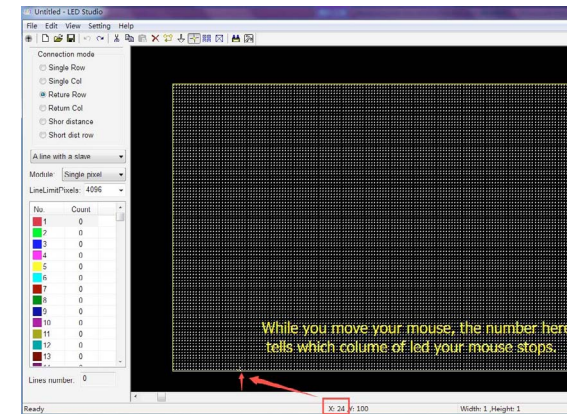 Untitled - LED Studio
File Edit View Setting Help
Connection mode
Single Row
Single Col
Reture Row
Return Col
Shor distance
Short dist row
A line with a slave
Module: Single pixel
LineLimitPixels: 4096
No. Count
1 0
2 0
3 0
4 0
5 0
6 0
7 0
8 0
9 0
10 0
11 0
12 0
13 0
Lines number: 0
While you move your mouse, the number here
tells which colume of led your mouse stops.
Ready X: 24 Y: 100 Width: 1 ,Height: 1